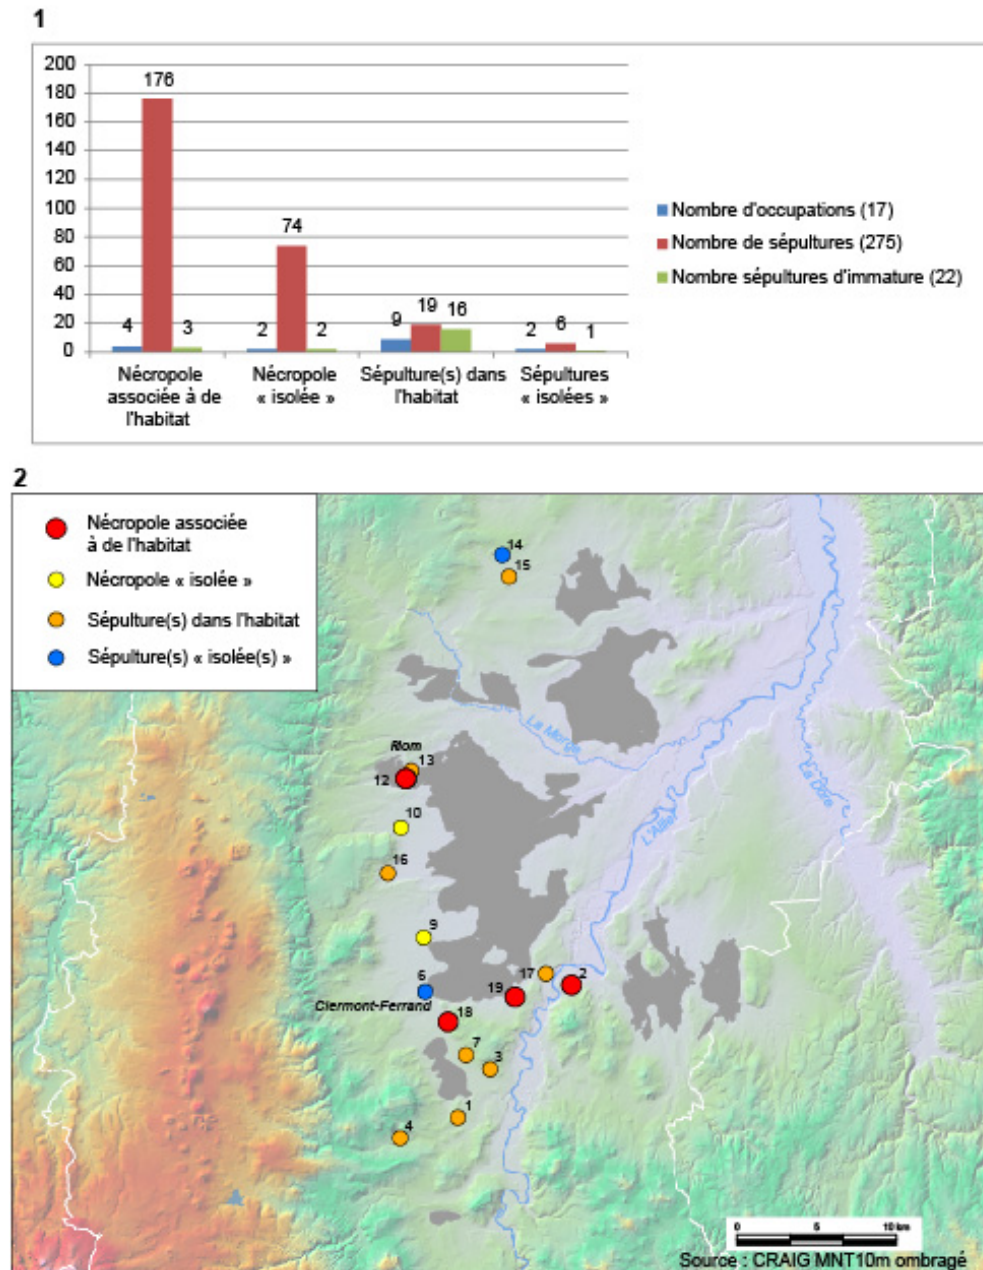 1
200
180
160
140
120
100
80
60
40
20
0
176
74
4
3
2
2
9
19
16
2
6
1
Nécropole
associée à de
l'habitat
Nécropole
« isolée »
Sépulture(s) dans
l'habitat
Sépultures
« isolées »
Nombre d'occupations (17)
Nombre de sépultures (275)
Nombre sépultures d'immature (22)
2
Nécropole associée
à de l'habitat
Nécropole « isolée »
Sépulture(s) dans l'habitat
Sépulture(s) « isolée(s) »
14
15
La Morge
Riom
13
12
10
16
L'Allier
La Dore
9
6
Clermont-Ferrand
17
2
19
18
7
3
1
4
0 5 10 km
Source : CRAIG MNT10m ombragé